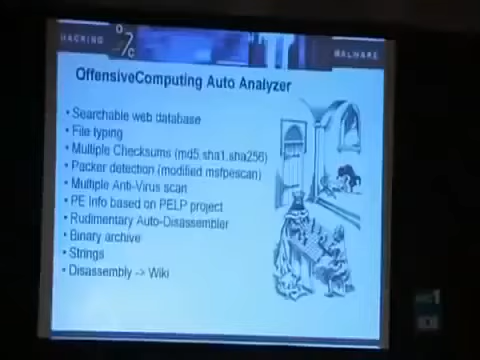 HACKING
MALWARE
OffensiveComputing Auto Analyzer
Searchable web database
File typing
Multiple Checksums (md5,sha1,sha256)
Packer detection (modified msfpescan)
Multiple Anti-Virus scan
PE Info based on PELP project
Rudimentary Auto-Disassembler
Binary archive
Strings
Disassembly -> Wiki